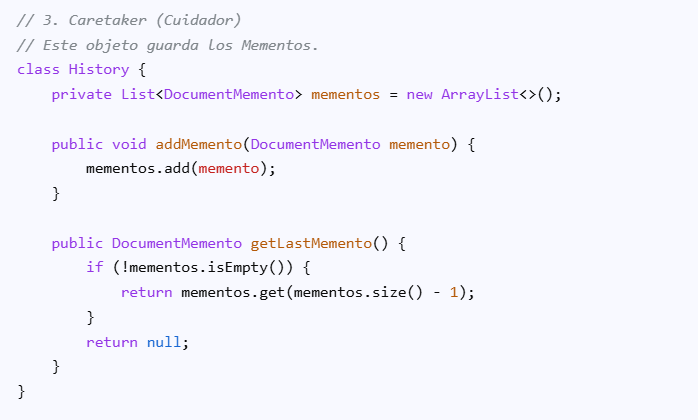 // 3. Caretaker (Cuidador)
// Este objeto guarda los Mementos.
class History {
    private List<DocumentMemento> mementos = new ArrayList<>();

    public void addMemento(DocumentMemento memento) {
        mementos.add(memento);
    }

    public DocumentMemento getLastMemento() {
        if (!mementos.isEmpty()) {
            return mementos.get(mementos.size() - 1);
        }
        return null;
    }
}